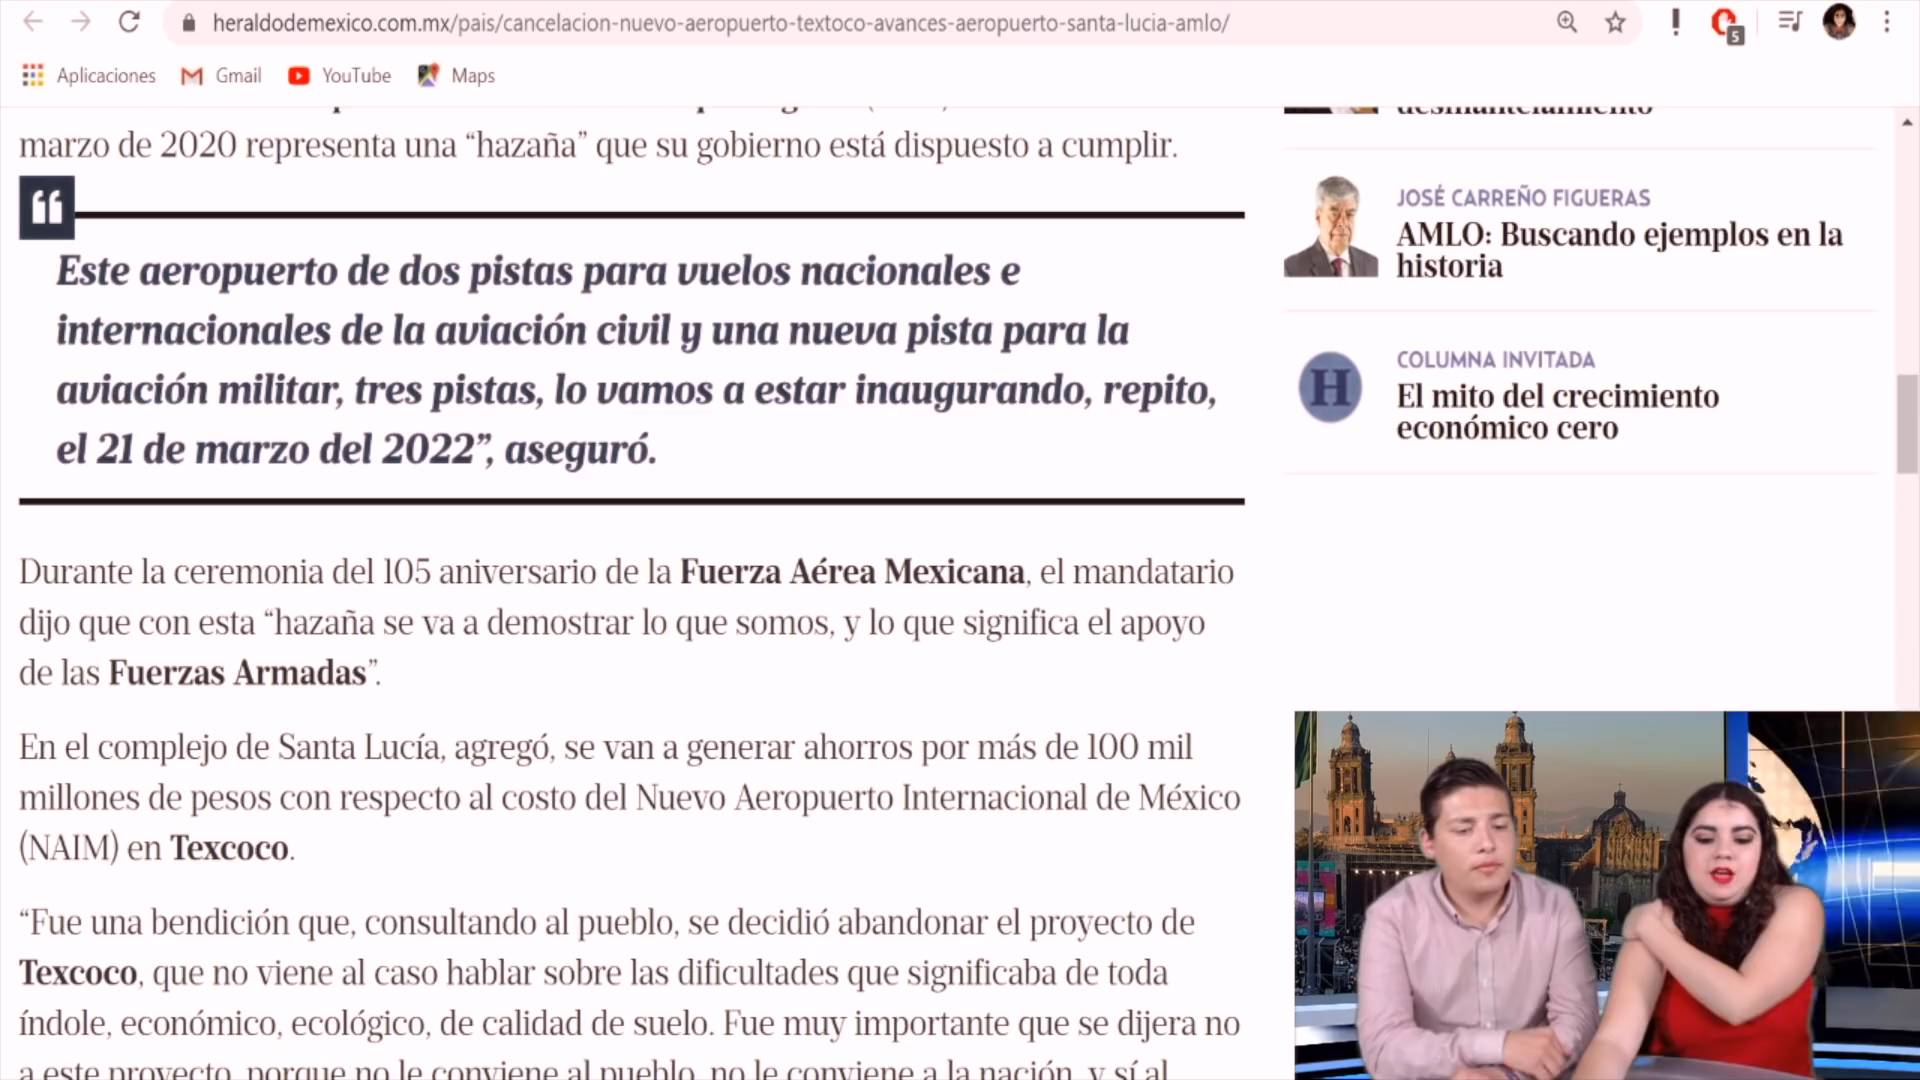 heraldodemexico.com.mx/pais/cancelacion-nuevo-aeropuerto-textoco-avances-aeropuerto-santa-lucia-amlo/
5
Aplicaciones Gmail YouTube Maps
marzo de 2020 representa una “hazaña” que su gobierno está dispuesto a cumplir.
“
Este aeropuerto de dos pistas para vuelos nacionales e
internacionales de la aviación civil y una nueva pista para la
aviación militar, tres pistas, lo vamos a estar inaugurando, repito,
el 21 de marzo del 2022”, aseguró.
Durante la ceremonia del 105 aniversario de la Fuerza Aérea Mexicana, el mandatario
dijo que con esta “hazaña se va a demostrar lo que somos, y lo que significa el apoyo
de las Fuerzas Armadas”.
En el complejo de Santa Lucía, agregó, se van a generar ahorros por más de 100 mil
millones de pesos con respecto al costo del Nuevo Aeropuerto Internacional de México
(NAIM) en Texcoco.
“Fue una bendición que, consultando al pueblo, se decidió abandonar el proyecto de
Texcoco, que no viene al caso hablar sobre las dificultades que significaba de toda
índole, económico, ecológico, de calidad de suelo. Fue muy importante que se dijera no
a este proyecto, porque no le conviene al pueblo, no le conviene a la nación, y sí al
desmantelamiento
JOSÉ CARREÑO FIGUERAS
AMLO: Buscando ejemplos en la
historia
H
COLUMNA INVITADA
El mito del crecimiento
económico cero